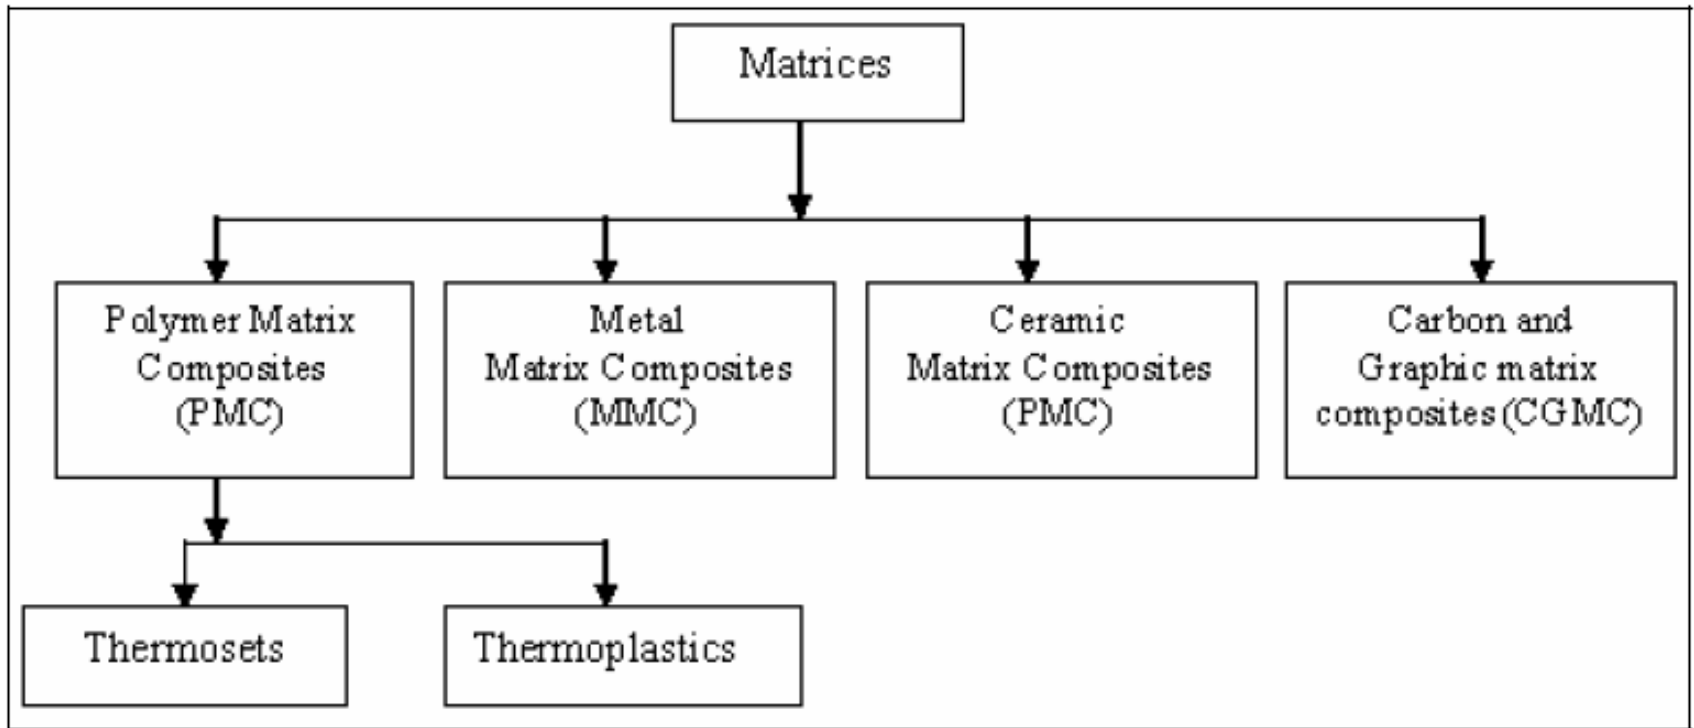 Matrices
Polymer Matrix
Composites
(PMC)
Metal
Matrix Composites
(MMC)
Ceramic
Matrix Composites
(PMC)
Carbon and
Graphic matrix
composites (CGMC)
Thermosets
Thermoplastics